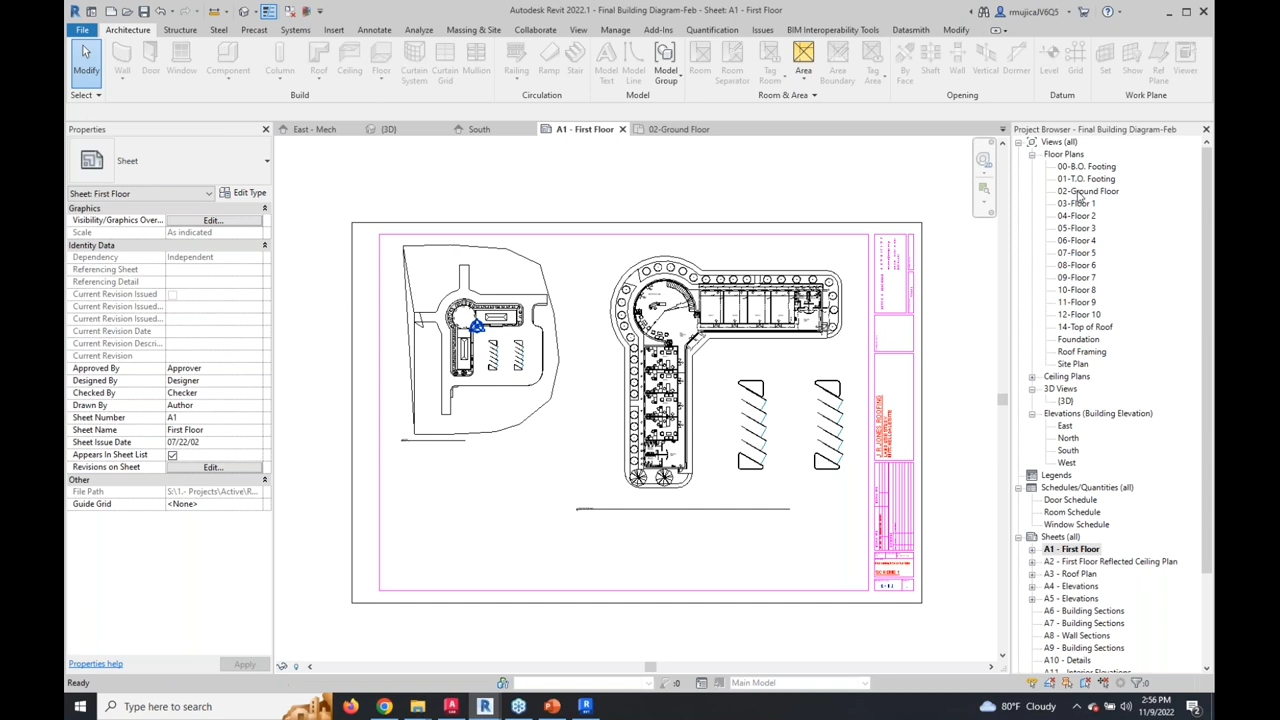 Autodesk Revit 2022.1 - Final Building Diagram-Feb - Sheet: A1 - First Floor
rmujicaJV6Q5
File Architecture Structure Steel Precast Systems Insert Annotate Analyze Massing & Site Collaborate View Manage Add-Ins Quantification Issues BIM Interoperability Tools Datasmith Modify
Modify Wall Door Window Component Column Roof Ceiling Floor Curtain System Curtain Grid Mullion Railing Ramp Stair Model Text Model Line Model Group Room Room Separator Tag Room Area Area Boundary Tag Area By Face Shaft Wall Vertical Dormer Level Grid Set Show Ref Plane Viewer
Select Build Circulation Model Room & Area Opening Datum Work Plane
Properties
East - Mech {3D} South A1 - First Floor 02-Ground Floor
Project Browser - Final Building Diagram-Feb
Sheet
Sheet: First Floor Edit Type
Graphics
Visibility/Graphics Over... Edit...
Scale As indicated
Identity Data
Dependency Independent
Referencing Sheet
Referencing Detail
Current Revision Issued
Current Revision Issued...
Current Revision Issued...
Current Revision Date
Current Revision Descri...
Current Revision
Approved By Approver
Designed By Designer
Checked By Checker
Drawn By Author
Sheet Number A1
Sheet Name First Floor
Sheet Issue Date 07/22/02
Appears In Sheet List
Revisions on Sheet Edit...
Other
File Path S:\1.- Projects\Active\R...
Guide Grid <None>
Properties help Apply
J R JONES ROOFING
Views (all)
Floor Plans
00-B.O. Footing
01-T.O. Footing
02-Ground Floor
03-Floor 1
04-Floor 2
05-Floor 3
06-Floor 4
07-Floor 5
08-Floor 6
09-Floor 7
10-Floor 8
11-Floor 9
12-Floor 10
14-Top of Roof
Foundation
Roof Framing
Site Plan
Ceiling Plans
3D Views
{3D}
Elevations (Building Elevation)
East
North
South
West
Legends
Schedules/Quantities (all)
Door Schedule
Room Schedule
Window Schedule
Sheets (all)
A1 - First Floor
A2 - First Floor Reflected Ceiling Plan
A3 - Roof Plan
A4 - Elevations
A5 - Elevations
A6 - Building Sections
A7 - Building Sections
A8 - Wall Sections
A9 - Building Sections
A10 - Details
A11 - Interior Elevations
Ready :0 Main Model :0
Type here to search 80°F Cloudy 2:56 PM
11/9/2022 2